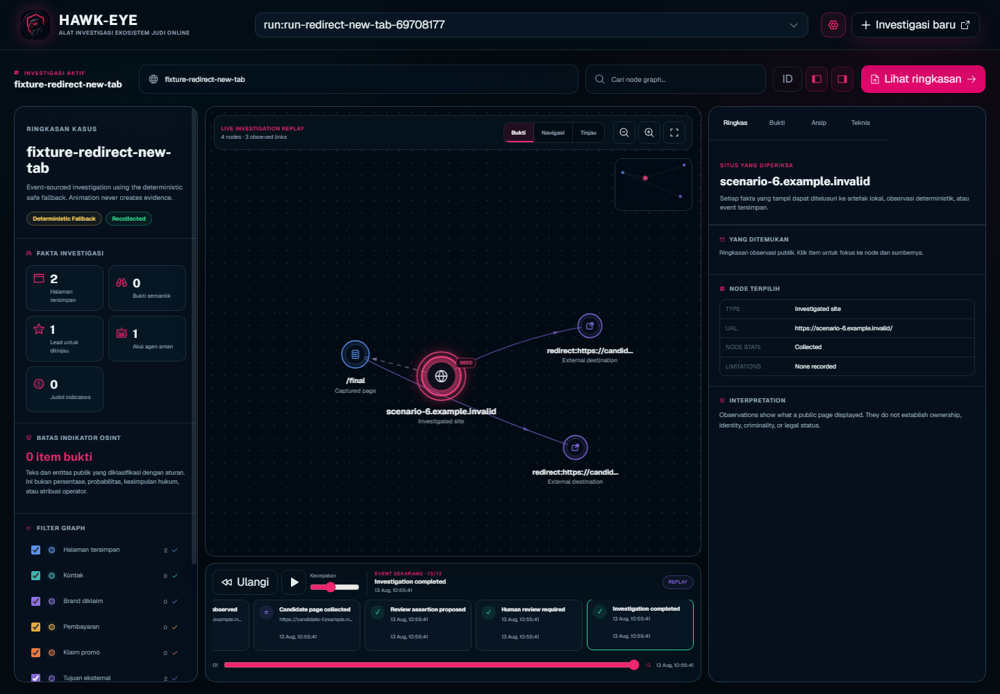 HAWK-EYE
ALAT INVESTIGASI EKOSISTEM JUDI ONLINE
run:run-redirect-new-tab-69708177
Investigasi baru
INVESTIGASI AKTIF
fixture-redirect-new-tab
fixture-redirect-new-tab
Cari node graph...
ID
Lihat ringkasan
RINGKASAN KASUS
fixture-redirect-new-
tab
Event-sourced investigation using the deterministic
safe fallback. Animation never creates evidence.
Deterministic Fallback
Recollected
FAKTA INVESTIGASI
2
Halaman
tersimpan
0
Bukti semantik
1
Lead untuk
ditinjau
1
Aksi agen aman
0
Judol indicators
BATAS INDIKATOR OSINT
0 item bukti
Teks dan entitas publik yang diklasifikasi dengan aturan.
Ini bukan persentase, probabilitas, kesimpulan hukum,
atau atribusi operator.
FILTER GRAPH
Halaman tersimpan 2
Kontak 0
Brand diklaim 0
Pembayaran 0
Klaim promo 0
Tujuan eksternal 2
LIVE INVESTIGATION REPLAY
4 nodes · 3 observed links
Bukti
Navigasi
Tinjau
redirect:https://candid...
External destination
SEED
/final
Captured page
scenario-6.example.invalid
Investigated site
redirect:https://candid...
External destination
Ulangi
Kecepatan
EVENT SEKARANG · 13/13
Investigation completed
13 Aug, 10:55:41
REPLAY
observed
.example.in...
Candidate page collected
https://candidate-f.example.in...
13 Aug, 10:55:41
Review assertion proposed
13 Aug, 10:55:41
13 Aug, 10:55:41
Human review required
13 Aug, 10:55:41
13 Aug, 10:55:41
Investigation completed
13 Aug, 10:55:41
13 Aug, 10:55:41
01
13
13 Aug, 10:55:41
Ringkas
Bukti
Arsip
Teknis
SITUS YANG DIPERIKSA
scenario-6.example.invalid
Setiap fakta yang tampil dapat ditelusuri ke artefak lokal, observasi deterministik, atau
event tersimpan.
YANG DITEMUKAN
Ringkasan observasi publik. Klik item untuk fokus ke node dan sumbernya.
NODE TERPILIH
TYPE Investigated site
URL https://scenario-6.example.invalid/
NODE STATE Collected
LIMITATIONS None recorded
INTERPRETATION
Observations show what a public page displayed. They do not establish ownership,
identity, criminality, or legal status.